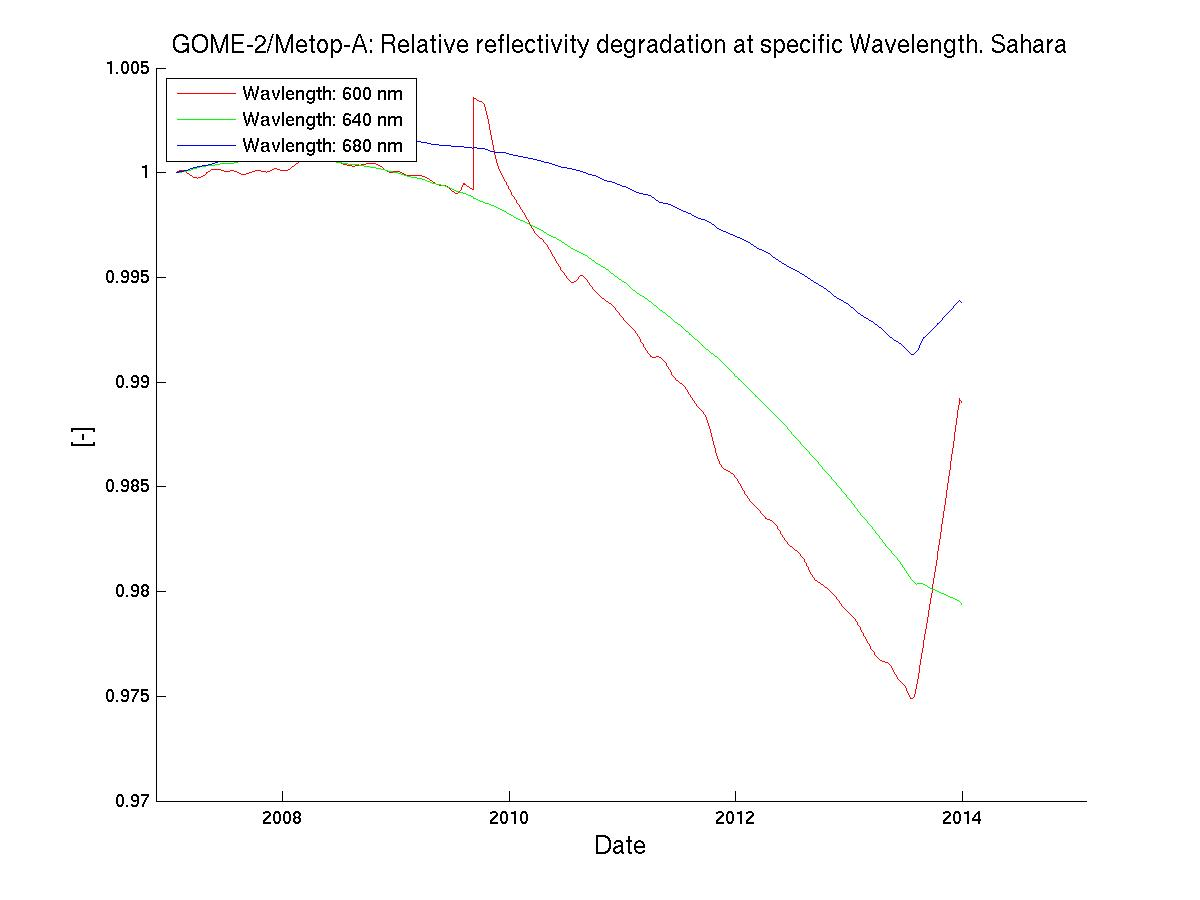 GOME-2/Metop-A: Relative reflectivity degradation at specific Wavelength. Sahara
1.005
Wavlength: 600 nm
Wavlength: 640 nm
Wavlength: 680 nm
1
0.995
0.99
[-]
0.985
0.98
0.975
0.97
2008
2010
2012
2014
Date